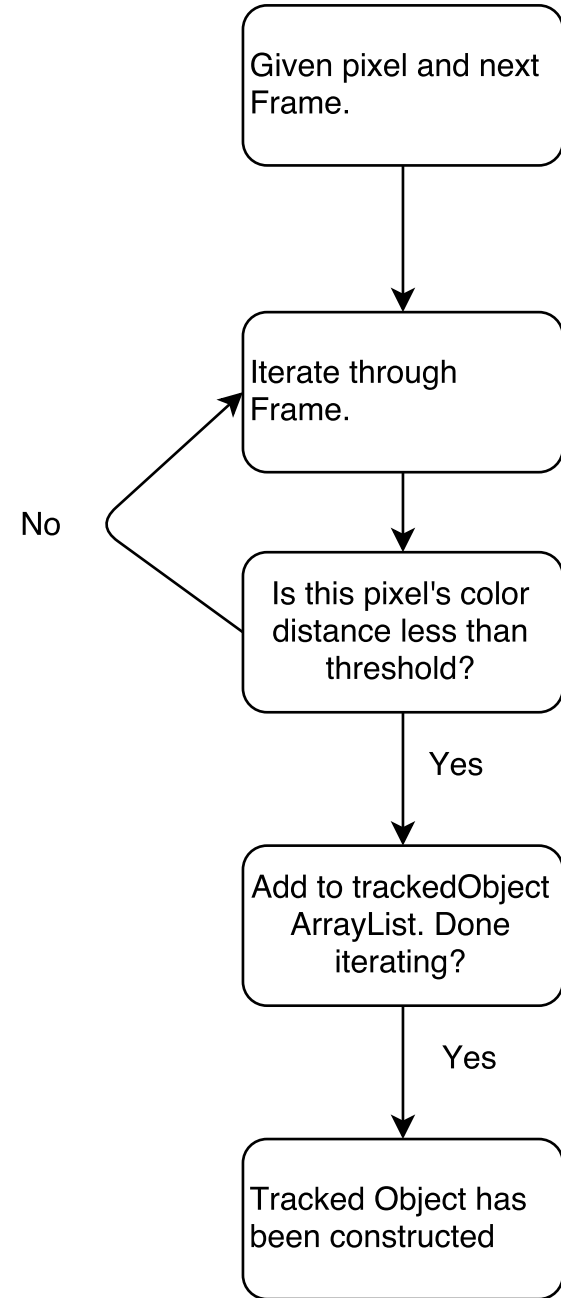 Given pixel and next
Frame.
Iterate through
Frame.
No
Is this pixel's color
distance less than
threshold?
Yes
Add to trackedObject
ArrayList. Done
iterating?
Yes
Tracked Object has
been constructed